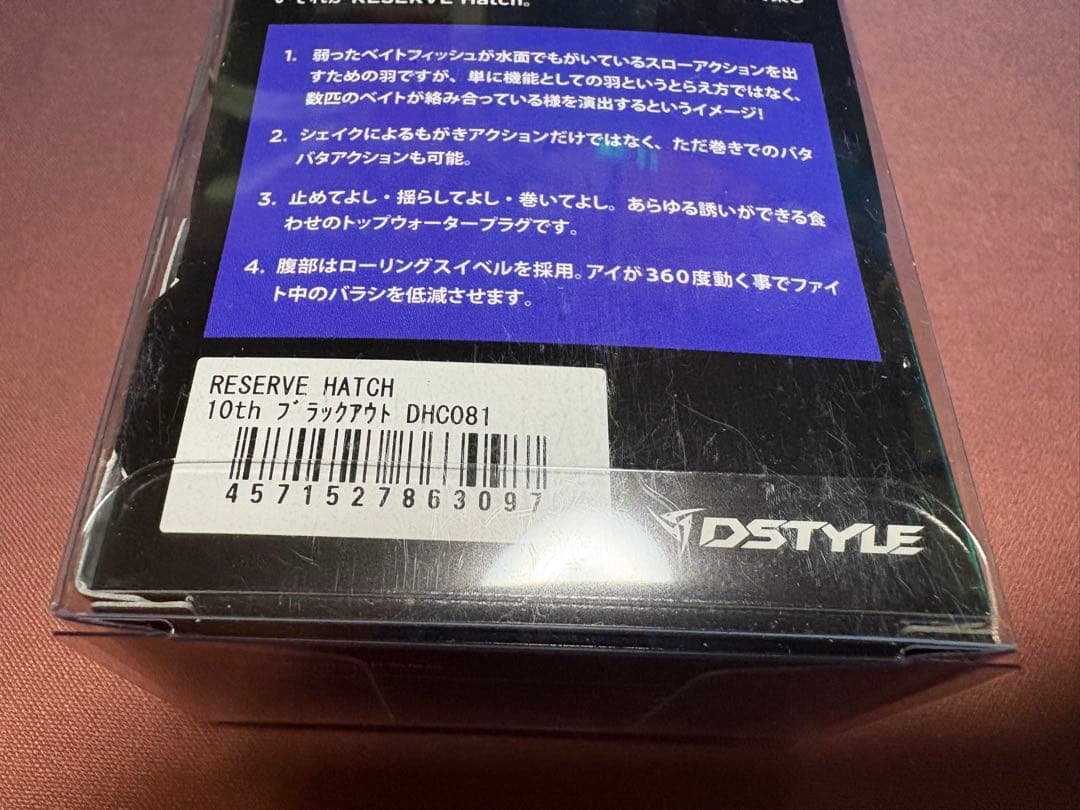 RESERVE Hatch。
1. 弱ったベイトフィッシュが水面でもがいているスローアクションを出
すための羽ですが、単に機能としての羽というとらえ方ではなく、
数匹のベイトが絡み合っている様を演出するというイメージ!
2. シェイクによるもがきアクションだけではなく、ただ巻きでのバタ
バタアクションも可能。
3. 止めてよし・揺らしてよし・巻いてよし。あらゆる誘いができる食
わせのトップウォータープラグです。
4. 腹部はローリングスイベルを採用。アイが360度動く事でファイ
ト中のバラシを低減させます。
RESERVE HATCH
10th ブラックアウト DHC081
4571527863097
DSTYLE